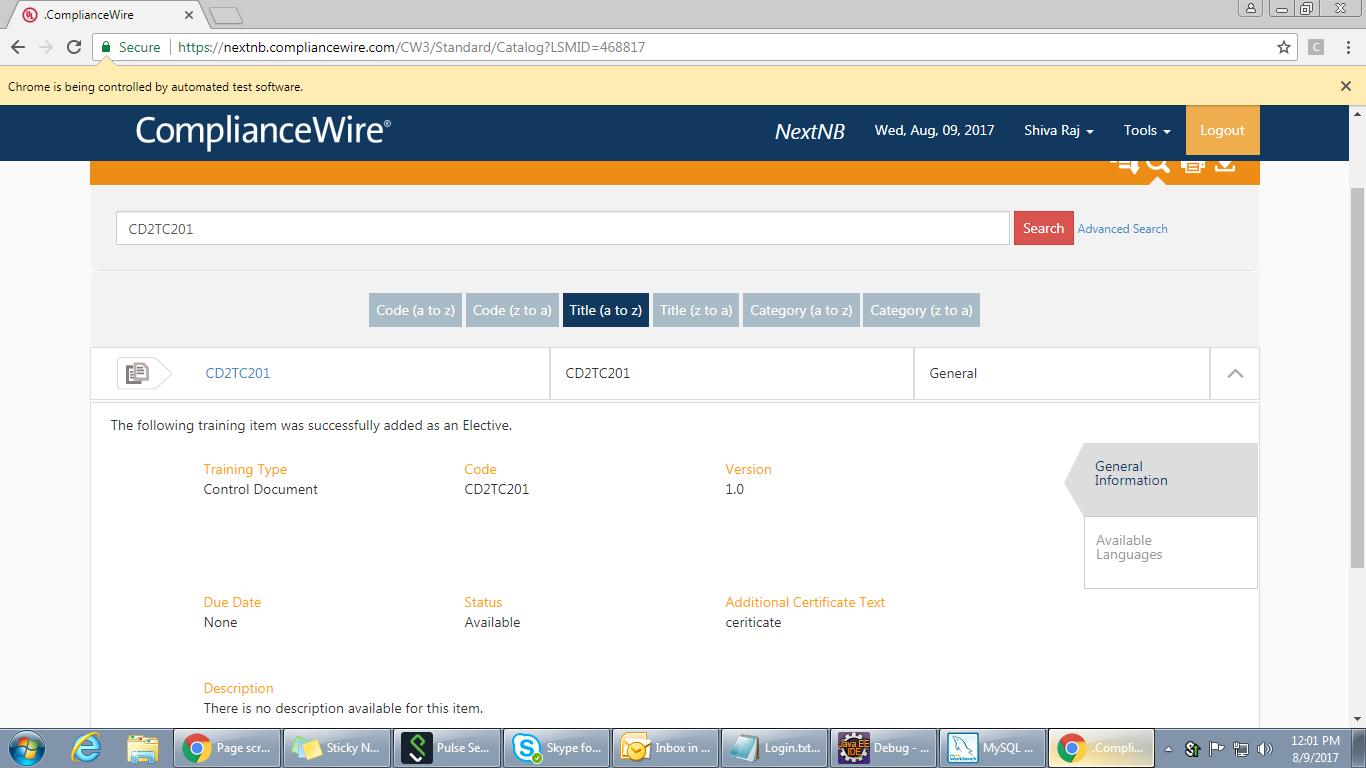 .ComplianceWire
Secure
https://nextnb.compliancewire.com/CW3/Standard/Catalog?LSMID=468817
C
Chrome is being controlled by automated test software.
ComplianceWire®
NextNB
Wed, Aug, 09, 2017
Shiva Raj
Tools
Logout
CD2TC201
Search
Advanced Search
Code (a to z)
Code (z to a)
Title (a to z)
Title (z to a)
Category (a to z)
Category (z to a)
CD2TC201
CD2TC201
General
The following training item was successfully added as an Elective.
Training Type
Code
Version
Control Document
CD2TC201
1.0
General
Information
Available
Languages
Due Date
Status
Additional Certificate Text
None
Available
ceriticate
Description
There is no description available for this item.
Page scr...
Sticky N...
Pulse Se...
Skype fo...
Inbox in ...
Login.txt...
Java EE
IDE
Debug - ...
MySQL
Workbench
MySQL ...
.Compli...
12:01 PM
8/9/2017